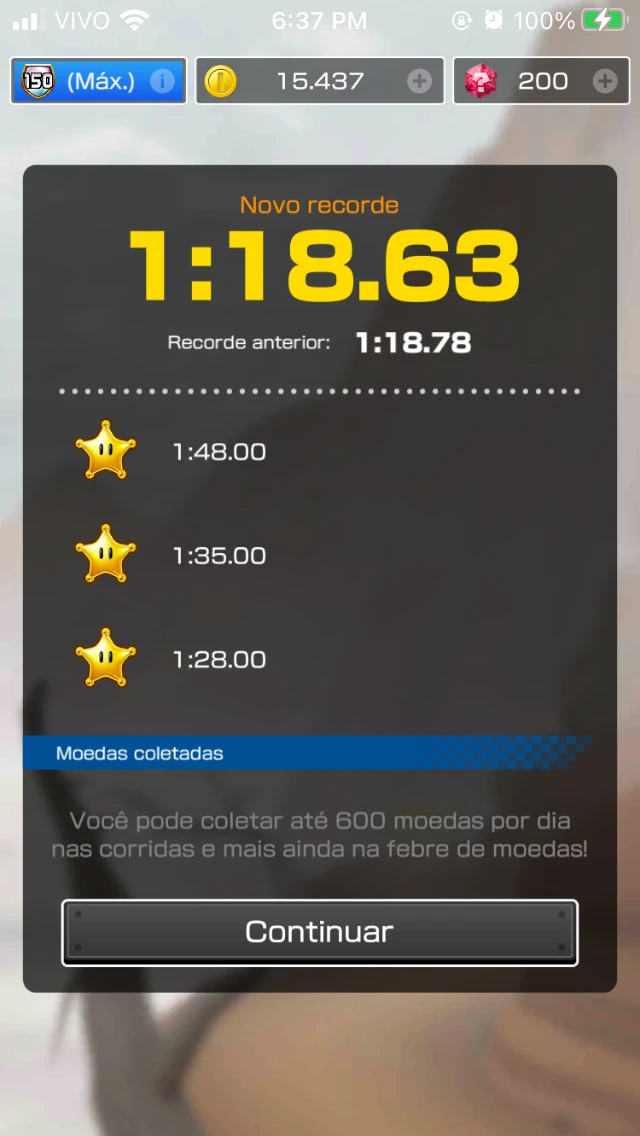 VIVO 6:37 PM 100%
150 (Máx.) i 15.437 + 200 +
Novo recorde
1:18.63
Recorde anterior: 1:18.78
1:48.00
1:35.00
1:28.00
Moedas coletadas
Você pode coletar até 600 moedas por dia
nas corridas e mais ainda na febre de moedas!
Continuar